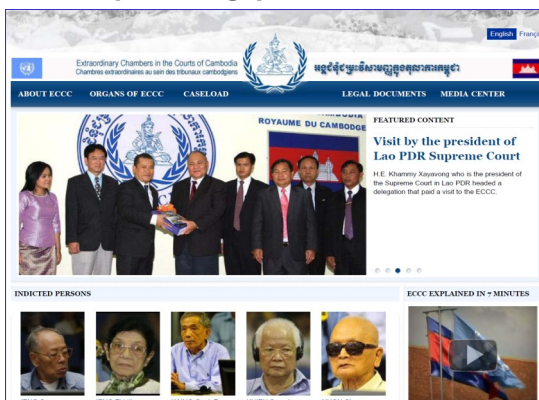 English Franç
Extraordinary Chambers in the Courts of Cambodia
Chambres extraordinaires au sein des tribunaux cambodgiens
អង្គជំនុំជម្រះវិសាមញ្ញក្នុងតុលាការកម្ពុជា
ABOUT ECCC ORGANS OF ECCC CASELOAD LEGAL DOCUMENTS MEDIA CENTER
ROYAUME DU CAMBODGE
FEATURED CONTENT
Visit by the president of
Lao PDR Supreme Court
H.E. Khammy Xayavong who is the president of
the Supreme Court in Lao PDR headed a
delegation that paid a visit to the ECCC.
INDICTED PERSONS
ECCC EXPLAINED IN 7 MINUTES